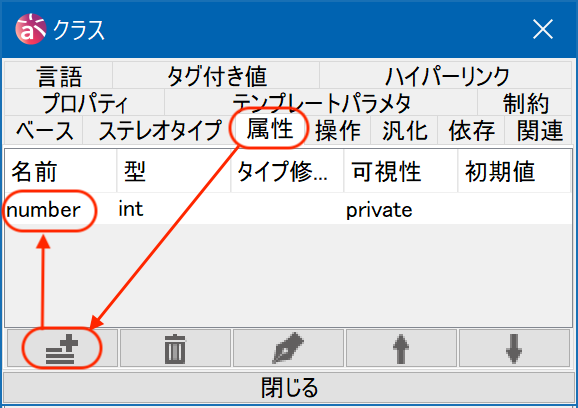 クラス
言語 タグ付き値 ハイパーリンク
プロパティ テンプレートパラメタ 制約
ベース ステレオタイプ 属性 操作 汎化 依存 関連
名前 型 タイプ修... 可視性 初期値
number int private
閉じる